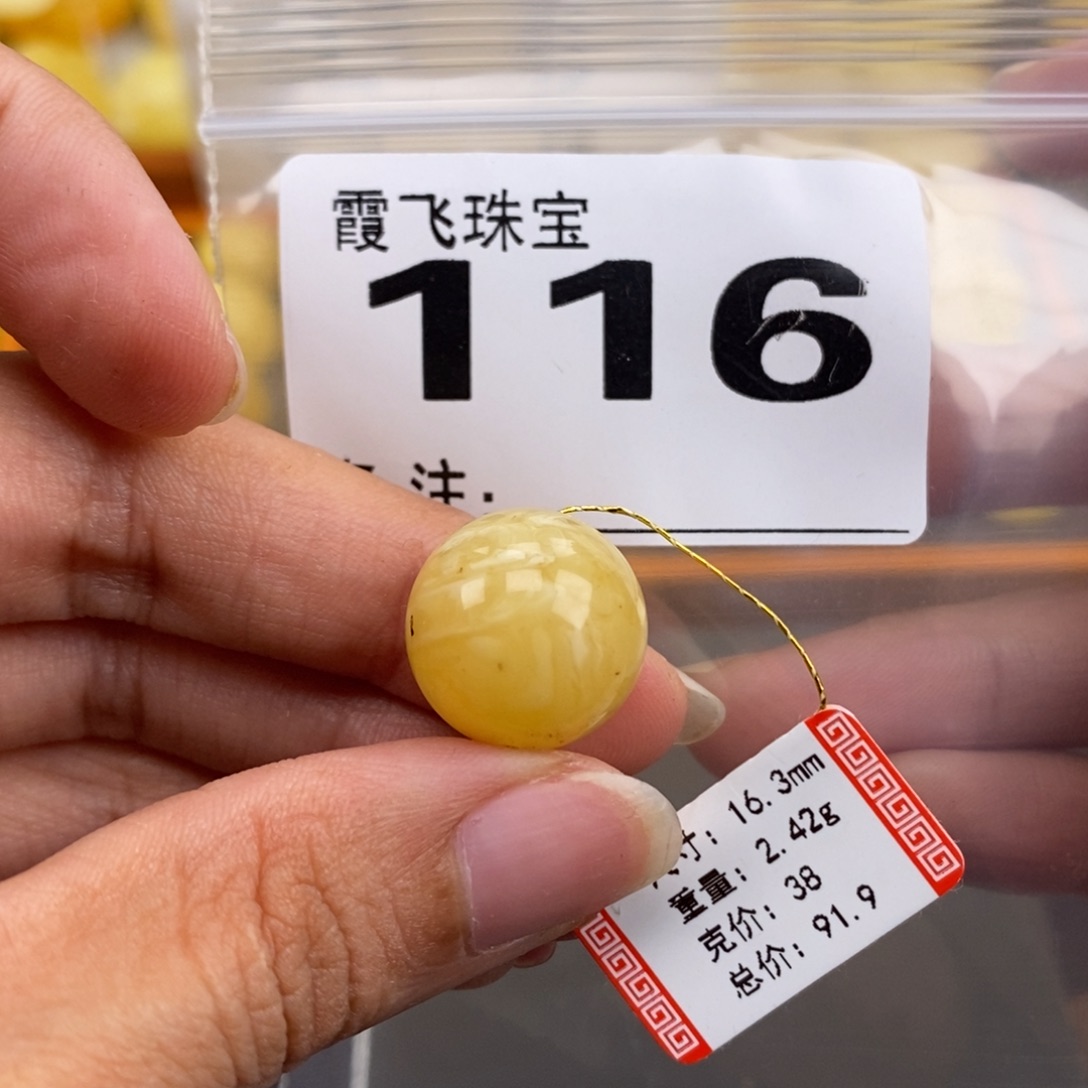 霞飞珠宝
116
注:
寸: 16.3mm
重量: 2.42g
克价: 38
总价: 91.9